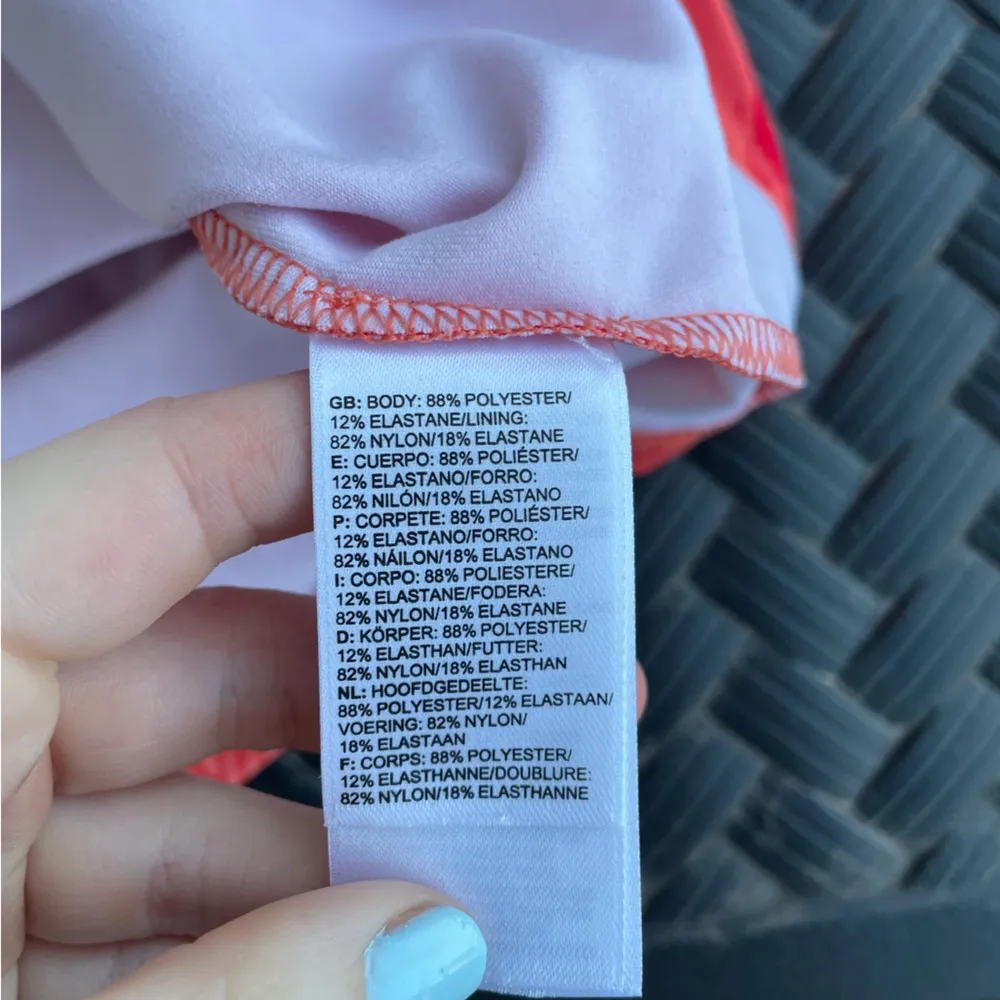 GB: BODY: 88% POLYESTER/
12% ELASTANE/LINING:
82% NYLON/18% ELASTANE
E: CUERPO: 88% POLIÉSTER/
12% ELASTANO/FORRO:
82% NILÓN/18% ELASTANO
P: CORPETE: 88% POLIÉSTER/
12% ELASTANO/FORRO:
82% NÁILON/18% ELASTANO
I: CORPO: 88% POLIESTERE/
12% ELASTANE/FODERA:
82% NYLON/18% ELASTANE
D: KÖRPER: 88% POLYESTER/
12% ELASTHAN/FUTTER:
82% NYLON/18% ELASTHAN
NL: HOOFDGEDEELTE:
88% POLYESTER/12% ELASTAAN/
VOERING: 82% NYLON/
18% ELASTAAN
F: CORPS: 88% POLYESTER/
12% ELASTHANNE/DOUBLURE:
82% NYLON/18% ELASTHANNE